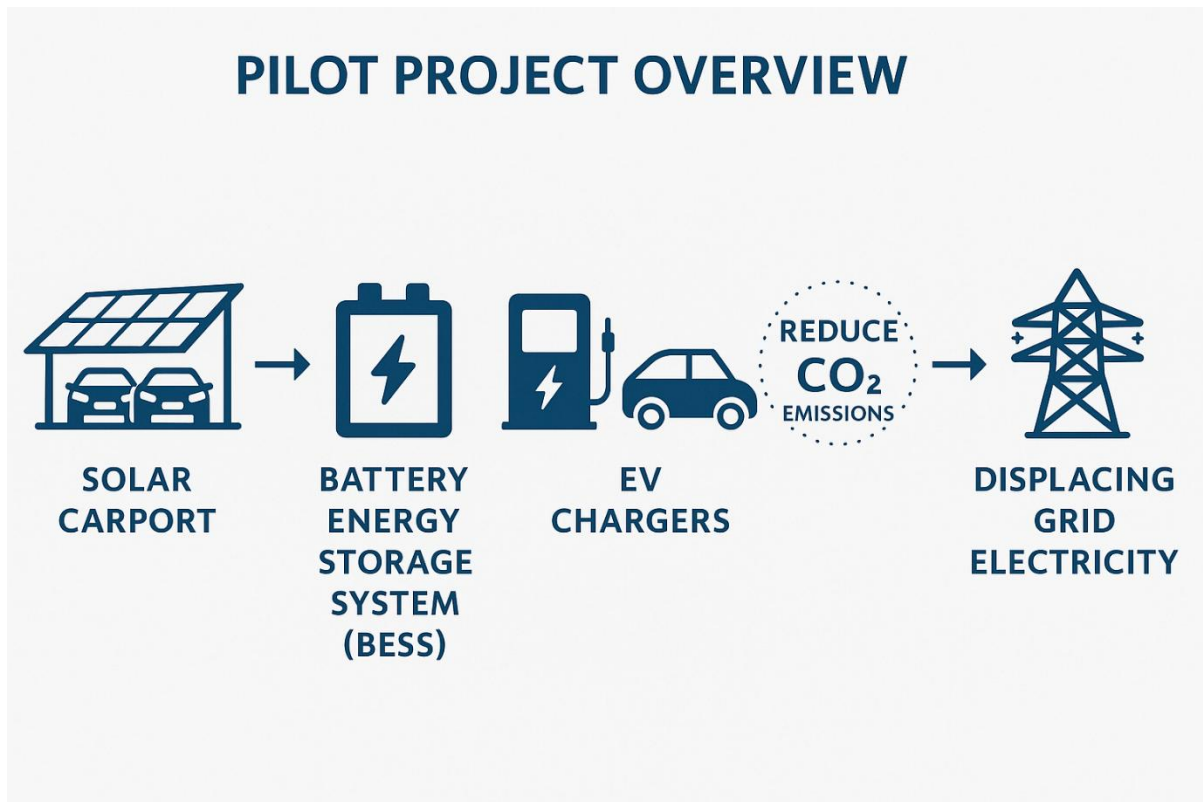 PILOT PROJECT OVERVIEW
SOLAR
CARPORT
BATTERY
ENERGY
STORAGE
SYSTEM
(BESS)
EV
CHARGERS
REDUCE
CO₂
EMISSIONS
DISPLACING
GRID
ELECTRICITY